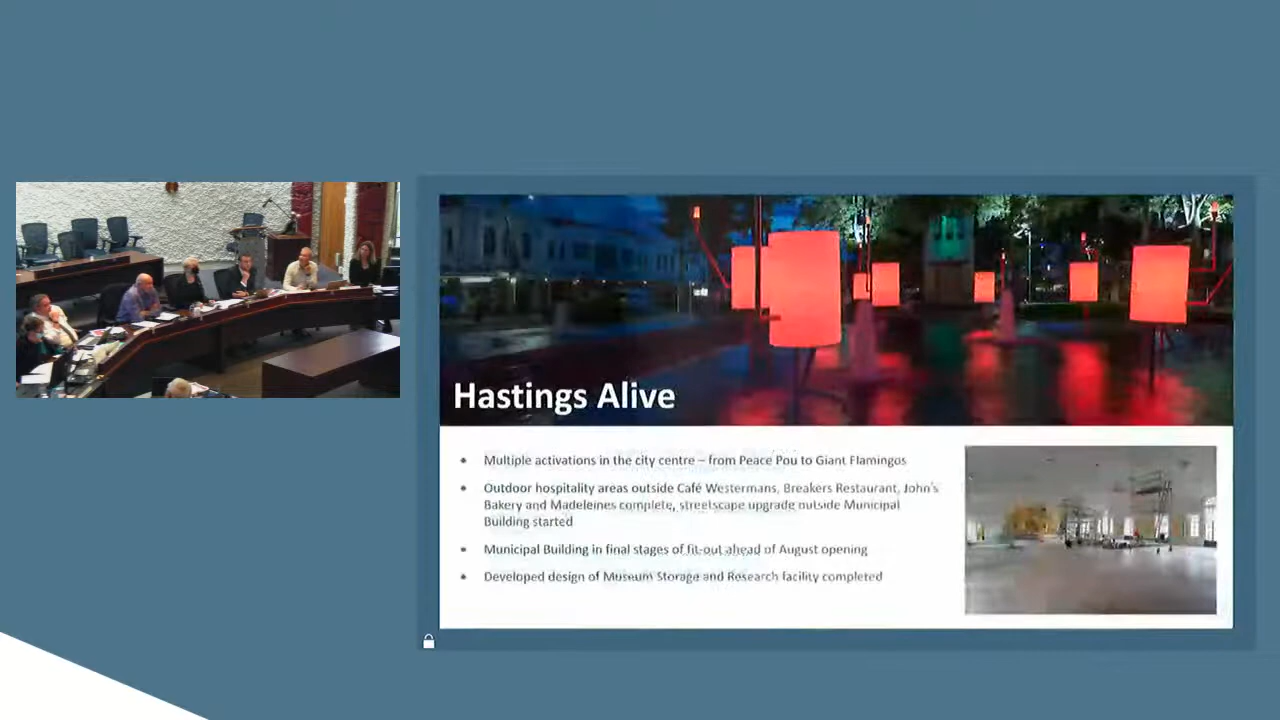 Hastings Alive
• Multiple activations in the city centre – from Peace Pou to Giant Flamingos
• Outdoor hospitality areas outside Café Westermans, Breakers Restaurant, John's
Bakery and Madeleines complete, streetscape upgrade outside Municipal
Building started
• Municipal Building in final stages of fit-out ahead of August opening
• Developed design of Museum Storage and Research facility completed